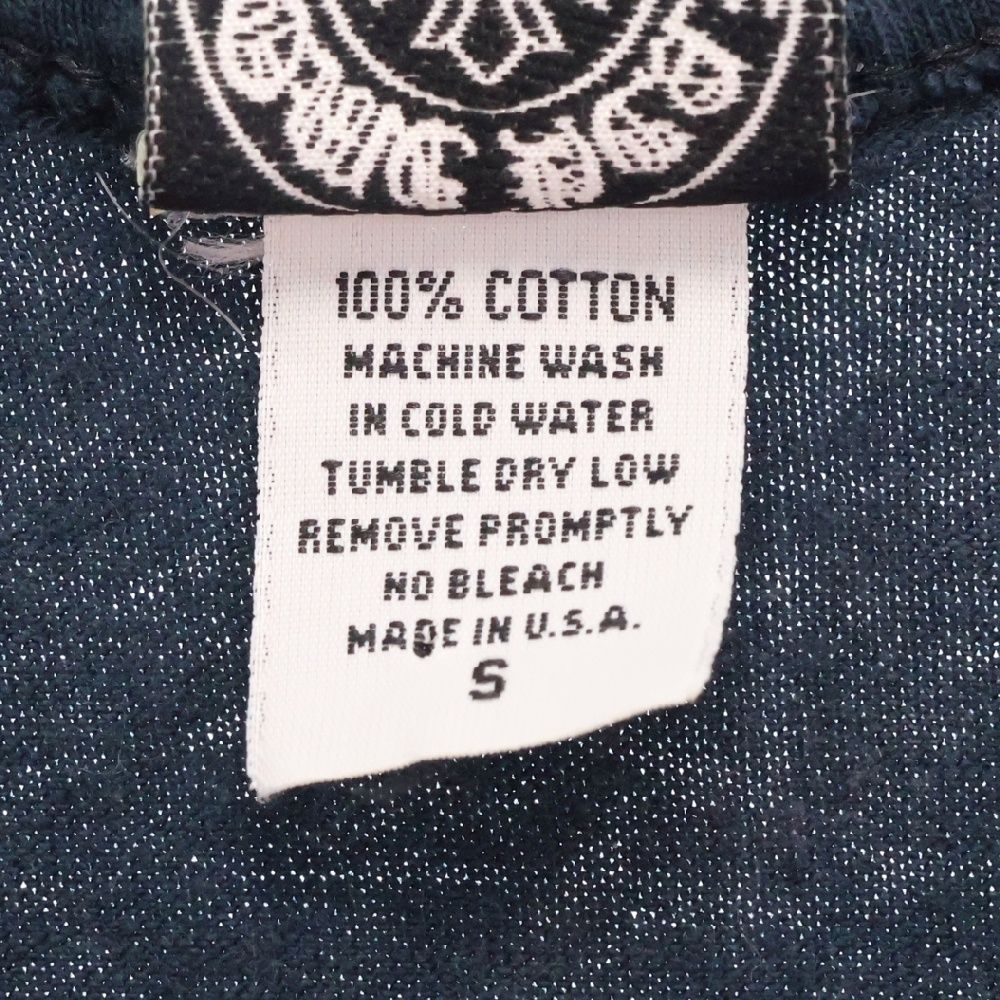 100% COTTON
MACHINE WASH
IN COLD WATER
TUMBLE DRY LOW
REMOVE PROMPTLY
NO BLEACH
MADE IN U.S.A.
S